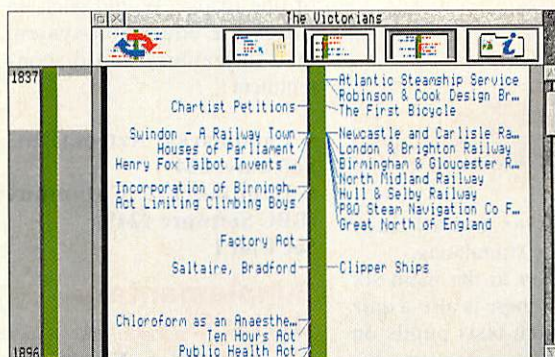 The Victorians
i
1837
Atlantic Steamship Service
Robinson & Cook Design Br…
Chartist Petitions
The First Bicycle
Swindon - A Railway Town
Newcastle and Carlisle Ra…
Houses of Parliament
London & Brighton Railway
Henry Fox Talbot Invents …
Birmingham & Gloucester R…
North Midland Railway
Incorporation of Birmingh…
Hull & Selby Railway
Act Limiting Climbing Boys
P&O Steam Navigation Co F…
Great North of England
Factory Act
Saltaire, Bradford
Clipper Ships
Chloroform as an Anaesthe…
Ten Hours Act
Public Health Act
1896